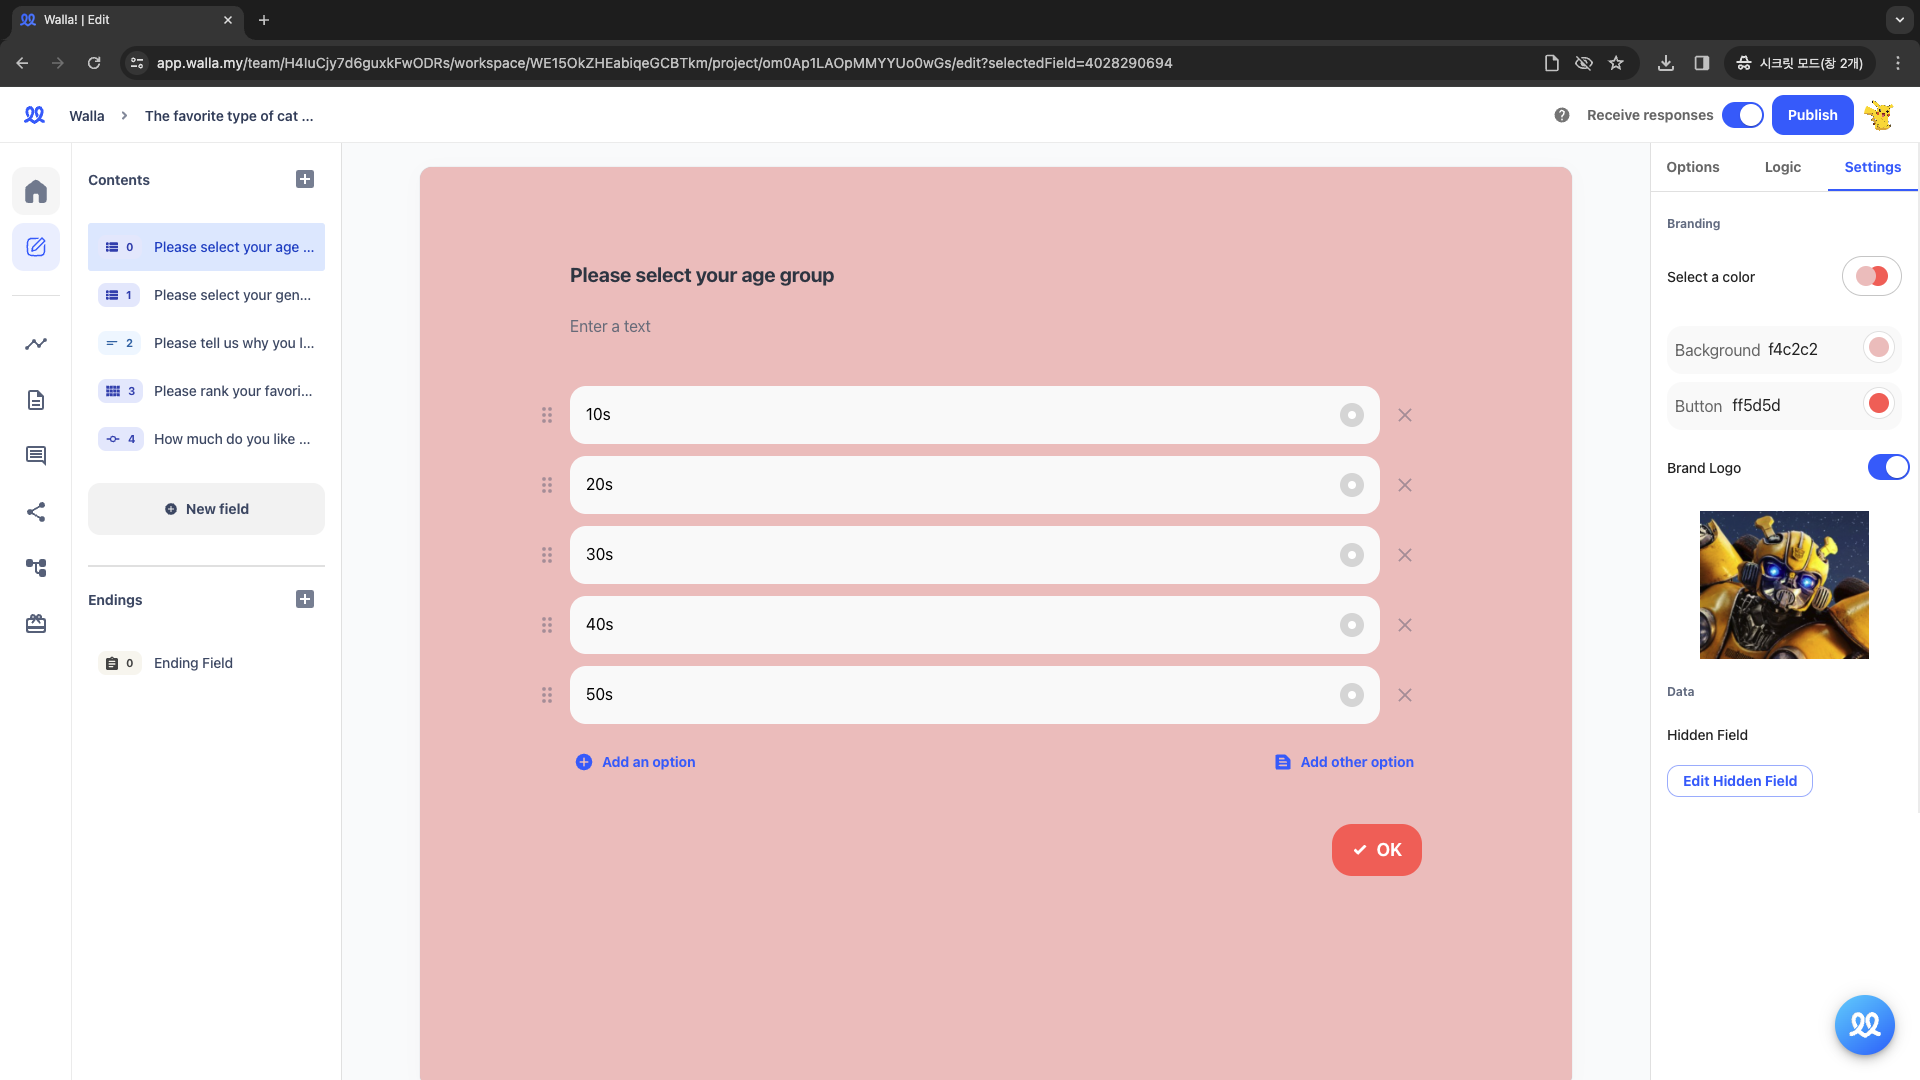 Walla! | Edit
app.walla.my/team/H4IuCjy7d6guxkFwODRs/workspace/WE15OkZHEabiqeGCBTkm/project/om0Ap1LAOpMMYYUo0wGs/edit?selectedField=4028290694
시크릿 모드(창 2개)
Walla
The favorite type of cat ...
Receive responses
Publish
Contents
0 Please select your age ...
1 Please select your gen...
2 Please tell us why you l...
3 Please rank your favori...
4 How much do you like ...
New field
Endings
0 Ending Field
Please select your age group
Enter a text
10s
20s
30s
40s
50s
Add an option
Add other option
OK
Options
Logic
Settings
Branding
Select a color
Background f4c2c2
Button ff5d5d
Brand Logo
Data
Hidden Field
Edit Hidden Field